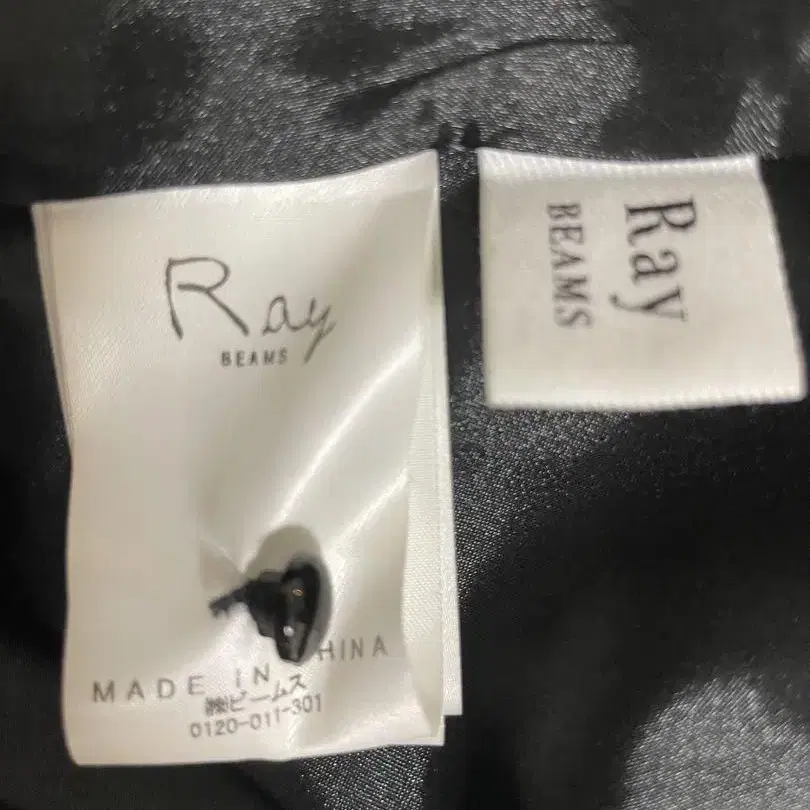 Ray
BEAMS
MADE IN CHINA
㈱ビームス
0120-011-301
Ray
BEAMS